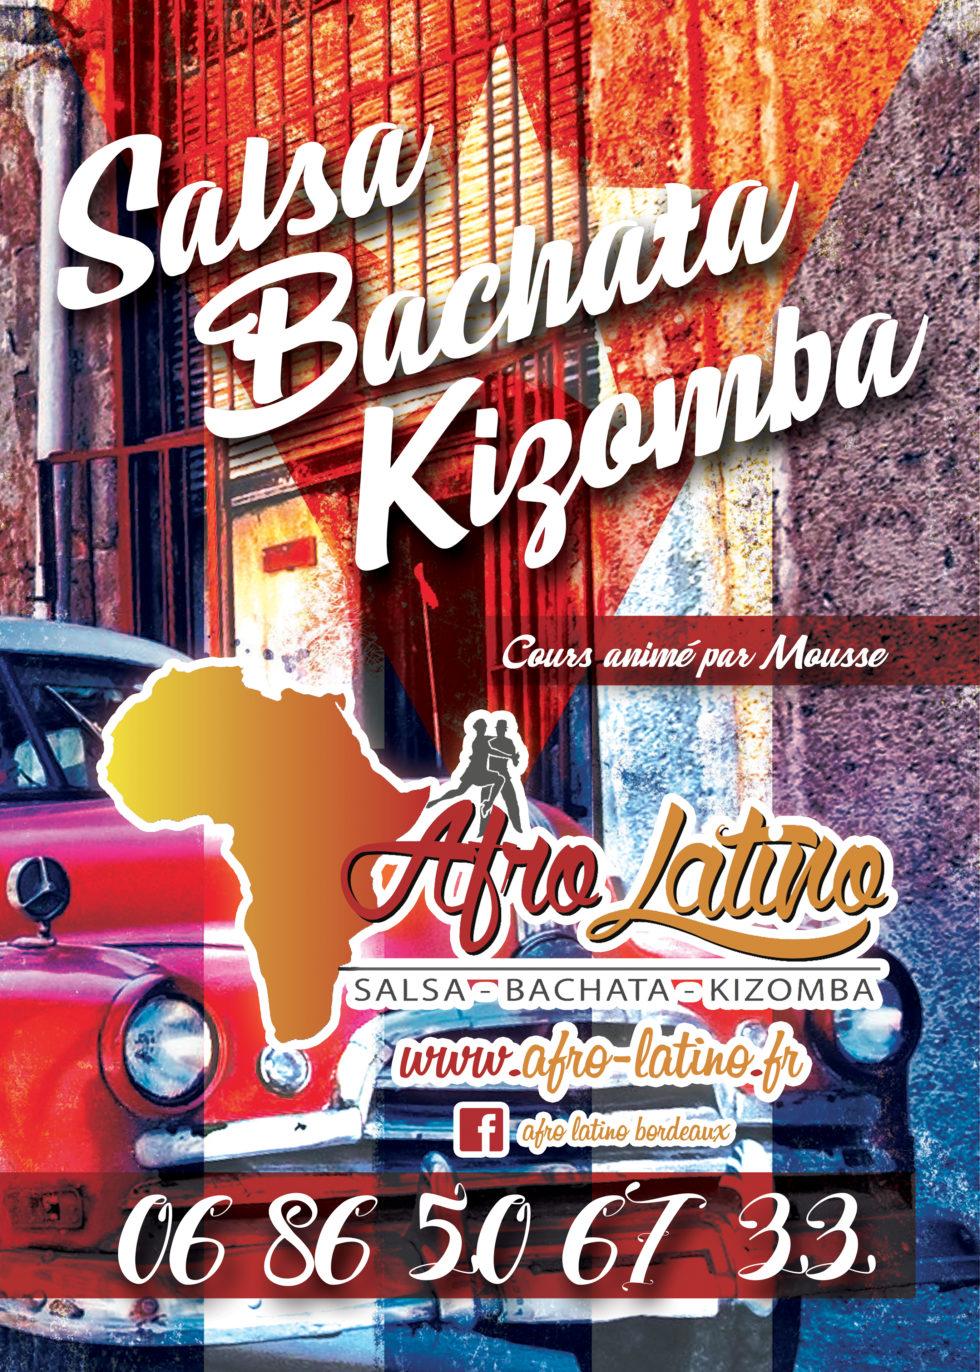 Salsa
Bachata
Kizomba
Cours animé par Mousse
Afro Latino
SALSA - BACHATA - KIZOMBA
www.afro-latino.fr
f afro latino bordeaux
06 86 50 67 33